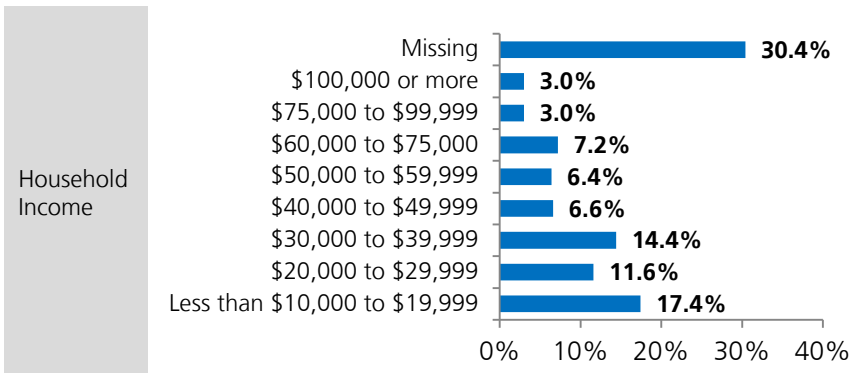 Household
Income
Missing 30.4%
$100,000 or more 3.0%
$75,000 to $99,999 3.0%
$60,000 to $75,000 7.2%
$50,000 to $59,999 6.4%
$40,000 to $49,999 6.6%
$30,000 to $39,999 14.4%
$20,000 to $29,999 11.6%
Less than $10,000 to $19,999 17.4%
0% 10% 20% 30% 40%